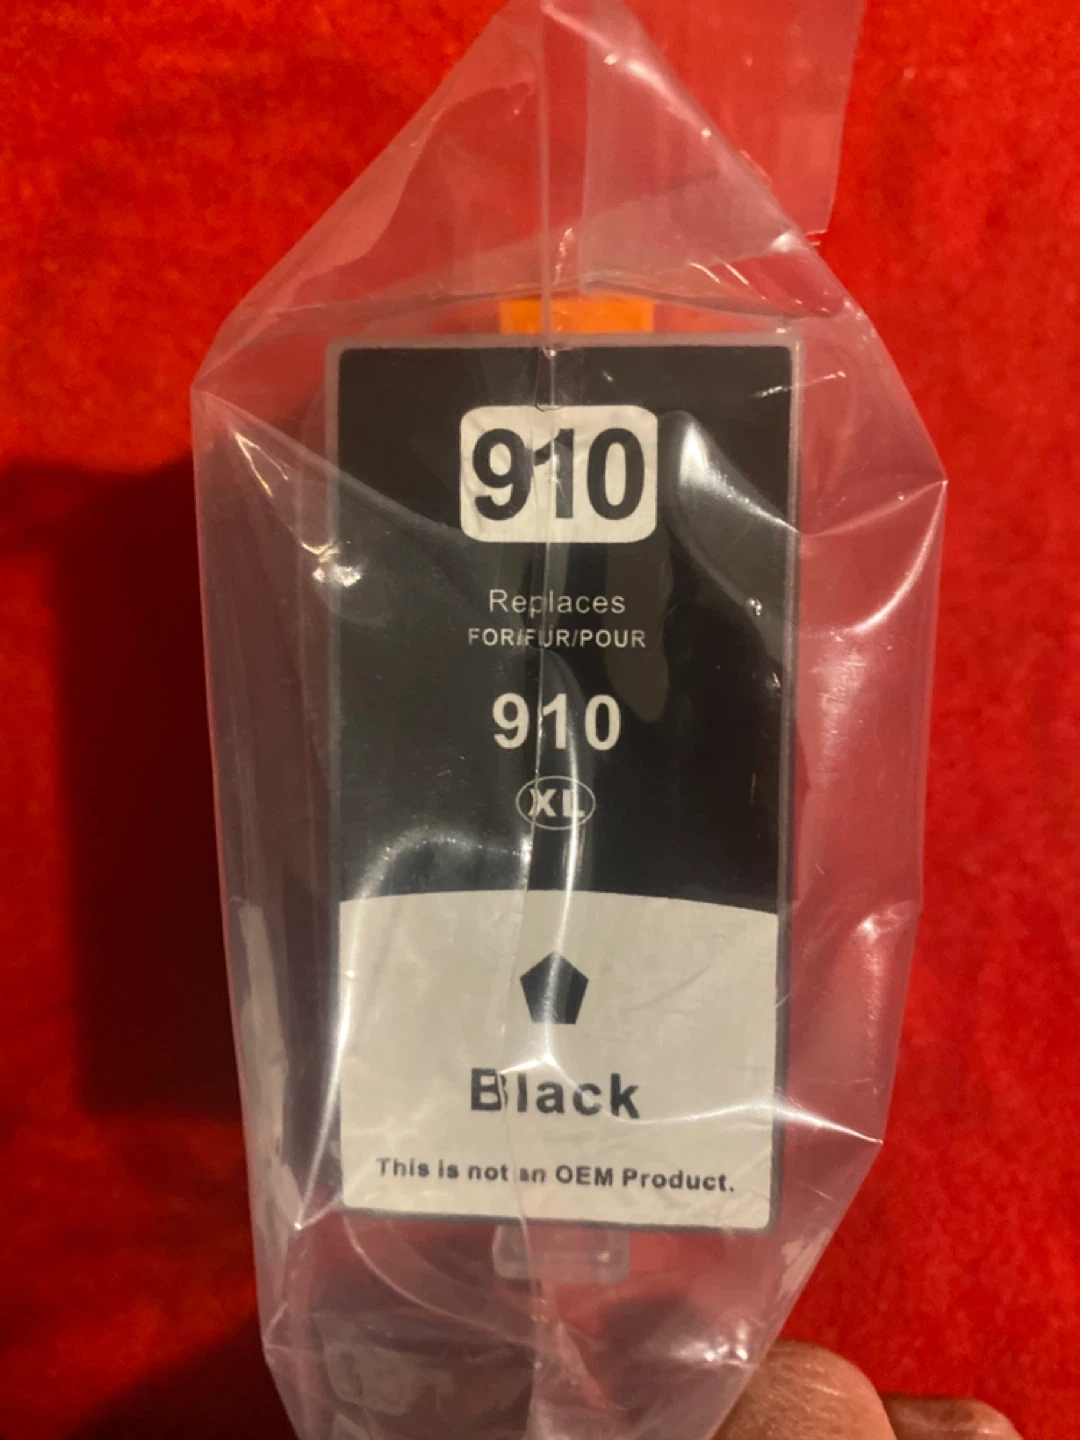 910
Replaces
FOR/FUR/POUR
910
XL
Black
This is not an OEM Product.